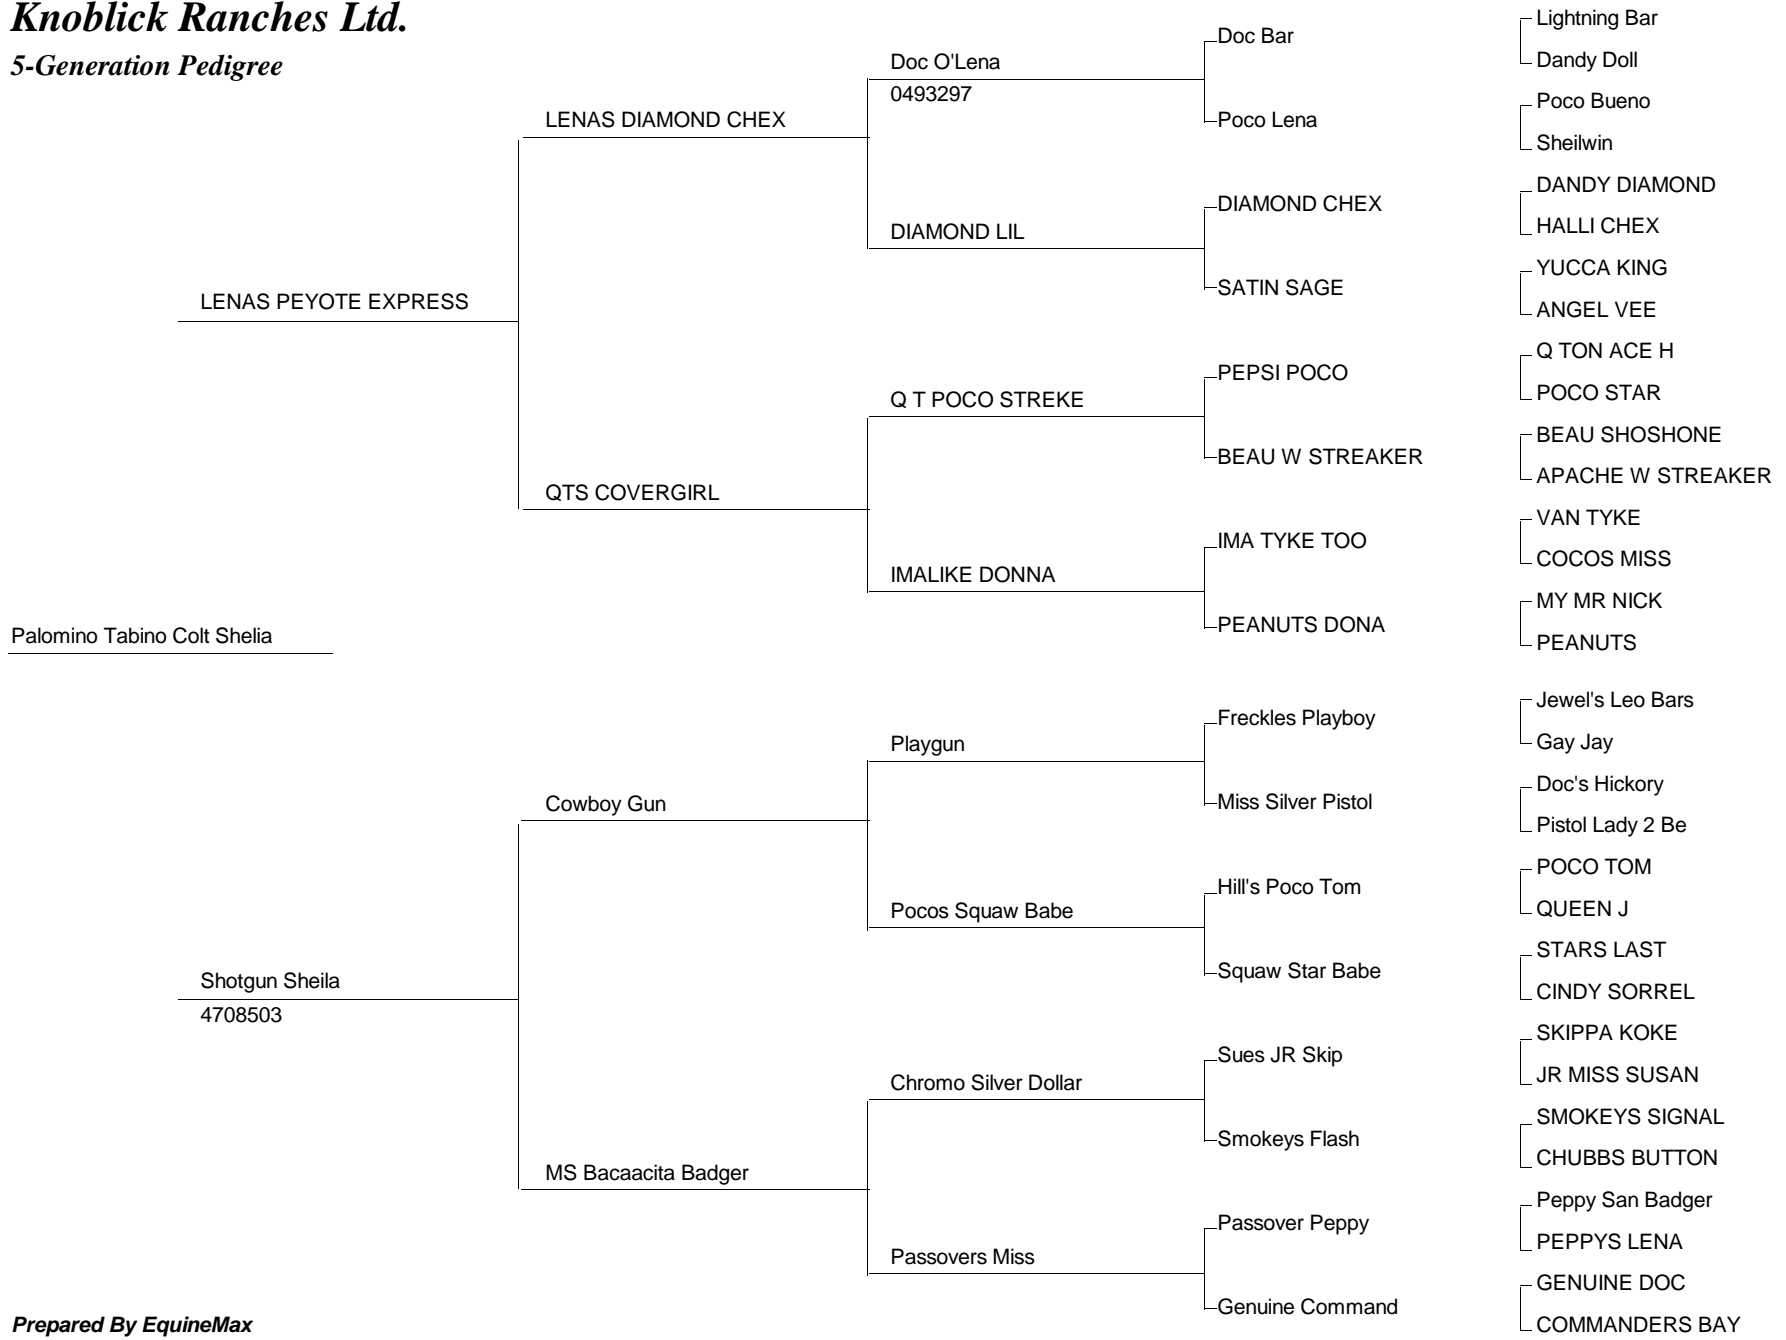 Knoblick Ranches Ltd.
5-Generation Pedigree
Palomino Tabino Colt Shelia
LENAS PEYOTE EXPRESS
Shotgun Sheila
4708503
LENAS DIAMOND CHEX
QTS COVERGIRL
Cowboy Gun
MS Bacaacita Badger
Doc O'Lena
0493297
DIAMOND LIL
Q T POCO STREKE
IMALIKE DONNA
Playgun
Pocos Squaw Babe
Chromo Silver Dollar
Passovers Miss
Doc Bar
Poco Lena
DIAMOND CHEX
SATIN SAGE
PEPSI POCO
BEAU W STREAKER
IMA TYKE TOO
PEANUTS DONA
Freckles Playboy
Miss Silver Pistol
Hill's Poco Tom
Squaw Star Babe
Sues JR Skip
Smokeys Flash
Passover Peppy
Genuine Command
Lightning Bar
Dandy Doll
Poco Bueno
Sheilwin
DANDY DIAMOND
HALLI CHEX
YUCCA KING
ANGEL VEE
Q TON ACE H
POCO STAR
BEAU SHOSHONE
APACHE W STREAKER
VAN TYKE
COCOS MISS
MY MR NICK
PEANUTS
Jewel's Leo Bars
Gay Jay
Doc's Hickory
Pistol Lady 2 Be
POCO TOM
QUEEN J
STARS LAST
CINDY SORREL
SKIPPA KOKE
JR MISS SUSAN
SMOKEYS SIGNAL
CHUBBS BUTTON
Peppy San Badger
PEPPYS LENA
GENUINE DOC
COMMANDERS BAY
Prepared By EquineMax